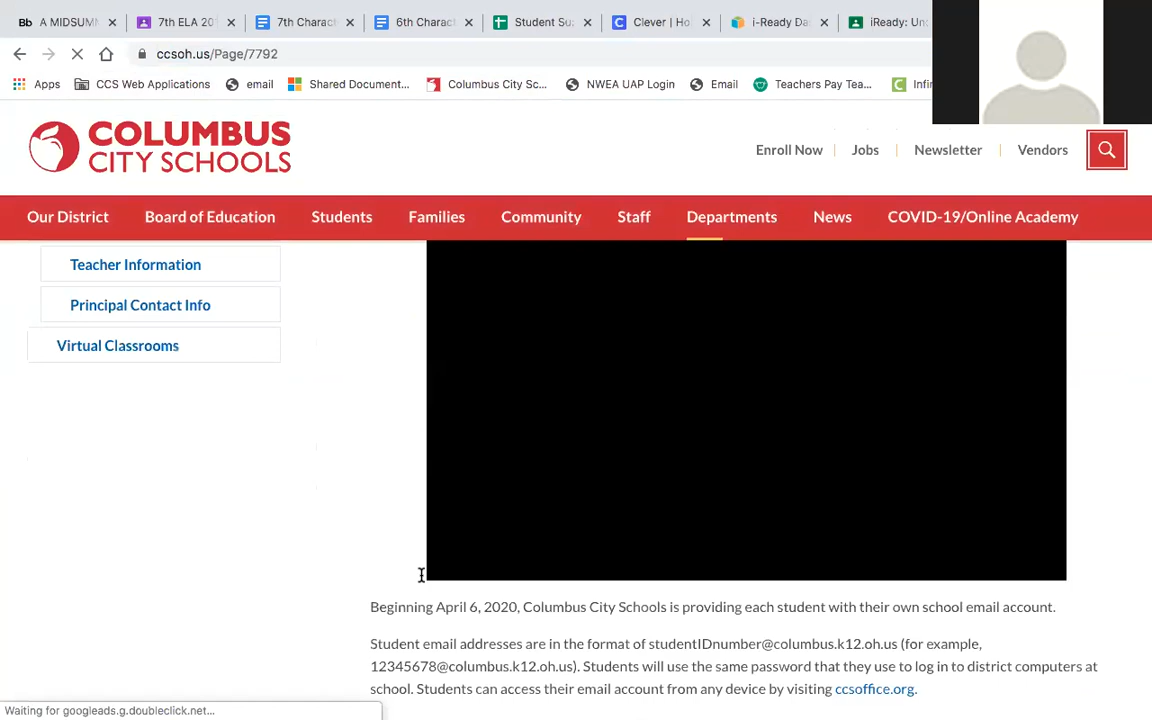 Bb A MIDSUMM
7th ELA 20
7th Charac
6th Charact
Student Su
Clever | Ho
i-Ready Da
iReady: Un
ccsoh.us/Page/7792
Apps
CCS Web Applications
email
Shared Document...
Columbus City Sc...
NWEA UAP Login
Email
Teachers Pay Tea...
Infin
COLUMBUS
CITY SCHOOLS
Enroll Now
Jobs
Newsletter
Vendors
Our District
Board of Education
Students
Families
Community
Staff
Departments
News
COVID-19/Online Academy
Teacher Information
Principal Contact Info
Virtual Classrooms
Beginning April 6, 2020, Columbus City Schools is providing each student with their own school email account.
Student email addresses are in the format of studentIDnumber@columbus.k12.oh.us (for example,
12345678@columbus.k12.oh.us). Students will use the same password that they use to log in to district computers at
school. Students can access their email account from any device by visiting ccsoffice.org.
Waiting for googleads.g.doubleclick.net...